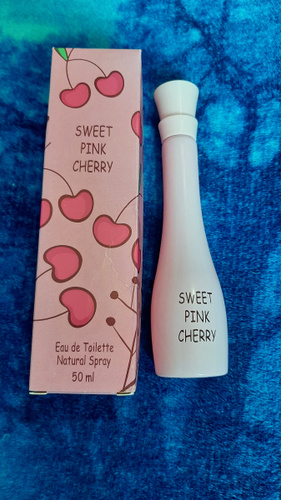 SWEET
PINK
CHERRY
Eau de Toilette
Natural Spray
50 ml
SWEET
PINK
CHERRY